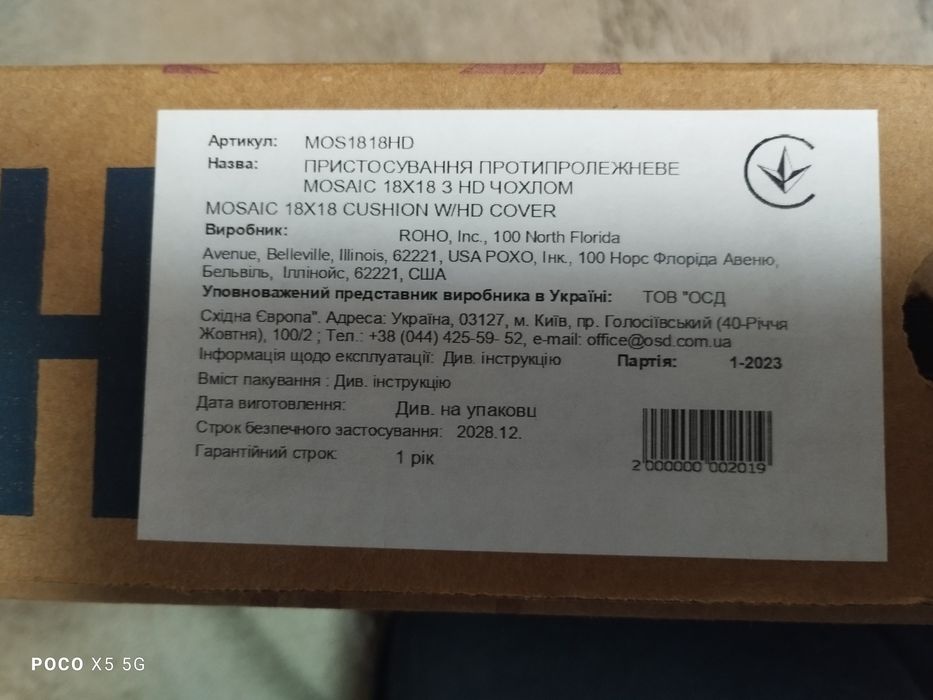 Артикул: MOS1818HD
Назва: ПРИСТОСУВАННЯ ПРОТИПРОЛЕЖНЕВЕ
MOSAIC 18X18 З HD ЧОХЛОМ
MOSAIC 18X18 CUSHION W/HD COVER
Виробник: ROHO, Inc., 100 North Florida
Avenue, Belleville, Illinois, 62221, USA РОХО, Інк., 100 Норс Флоріда Авеню,
Бельвіль, Іллінойс, 62221, США
Уповноважений представник виробника в Україні: ТОВ "ОСД
Східна Європа". Адреса: Україна, 03127, м. Київ, пр. Голосіївський (40-Річчя
Жовтня), 100/2 ; Тел.: +38 (044) 425-59- 52, e-mail: office@osd.com.ua
Інформація щодо експлуатації: Див. інструкцію Партія: 1-2023
Вміст пакування : Див. інструкцію
Дата виготовлення: Див. на упаковц
Строк безпечного застосування: 2028.12.
Гарантійний строк: 1 рік
2 000000 002019
H
POCO X5 5G